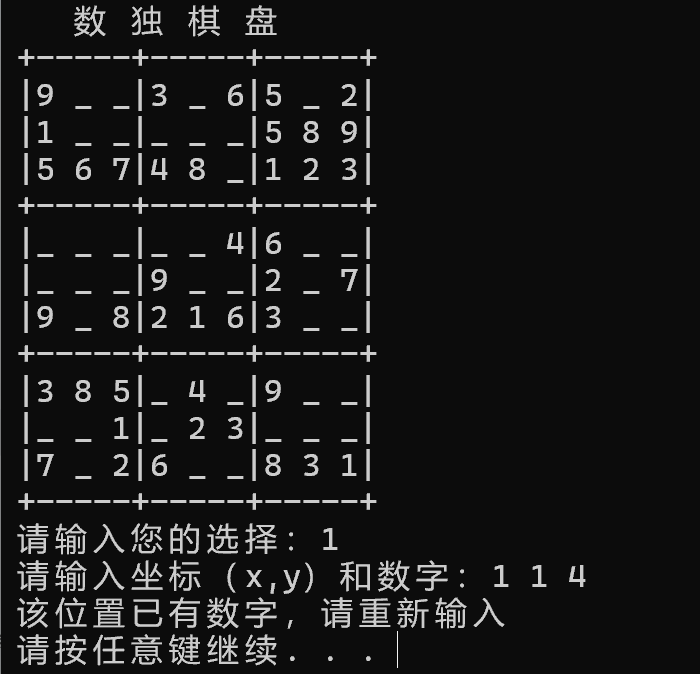 数 独 棋 盘
+-----+-----+-----+
|9 _ _|3 _ 6|5 _ 2|
|1 _ _|_ _ _|5 8 9|
|5 6 7|4 8 _|1 2 3|
+-----+-----+-----+
|_ _ _|_ _ 4|6 _ _|
|_ _ _|9 _ _|2 _ 7|
|9 _ 8|2 1 6|3 _ _|
+-----+-----+-----+
|3 8 5|_ 4 _|9 _ _|
|_ _ 1|_ 2 3|_ _ _|
|7 _ 2|6 _ _|8 3 1|
+-----+-----+-----+
请输入您的选择: 1
请输入坐标（x,y）和数字: 1 1 4
该位置已有数字, 请重新输入
请按任意键继续. . .